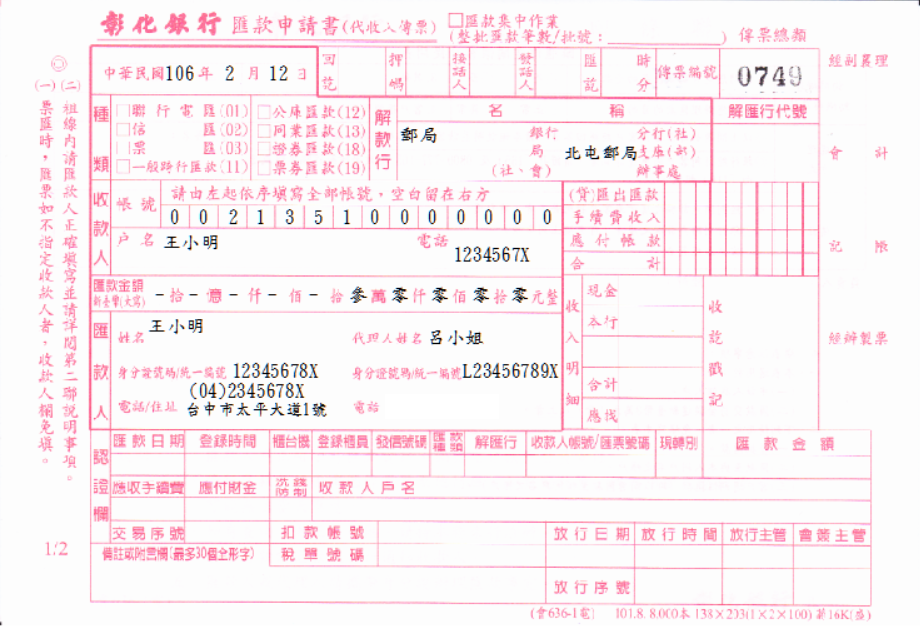 彰化銀行 匯款申請書(代收入傳票) □匯款集中作業
(整批匯款筆數/批號：__________) 傳票總類
中華民國106年 2 月 12 日 回記 押碼 接話人 發話人 匯記 時分 傳票編號 0749 經副襄理
種類 □聯行電匯(01) □公庫匯款(12)
□信匯(02) □同業匯款(13)
□票匯(03) □證券匯款(18)
□一般跨行匯款(11) □票券匯款(19)
解款行 名稱 解匯行代號
郵局 銀行 局 (社、會) 北屯郵局 分行(社) 支庫(部) 辦事處
會計
收款人 帳號 請由左起依序填寫全部帳號，空白留在右方
0 0 2 1 3 5 1 0 0 0 0 0 0 0
戶名 王小明 電話 1234567X
(貸)匯出匯款
手續費收入
應付帳款
合計
記帳
匯款金額 新台幣(大寫) -拾-億-仟-佰-拾參萬零仟零佰零拾零元整
匯款人 姓名 王小明 代理人姓名 呂小姐
身分證號碼/統一編號 12345678X 身分證號碼/統一編號 L23456789X
(04)2345678X
電話/住址 台中市太平大道1號 電話
收入明細 現金
本行
合計
應找
收訖戳記
經辦製票
認證欄 匯款日期 登錄時間 櫃台機 登錄櫃員 發信號碼 匯款種類 解匯行 收款人帳號/匯票號碼 現轉別 匯款金額
應收手續費 應付財金 洗錢防制 收款人戶名
交易序號 扣款帳號 放行日期 放行時間 放行主管 會簽主管
備註或附言欄(最多30個全形字) 稅單號碼
放行序號
◎
(一)票匯時，匯票如不指定收款人者，收款人欄免填。
(二)粗線內請匯款人正確填寫並請詳閱第二聯說明事項。
1/2
(會636-1電) 101.8. 8.000本 138×203(1×2×100)